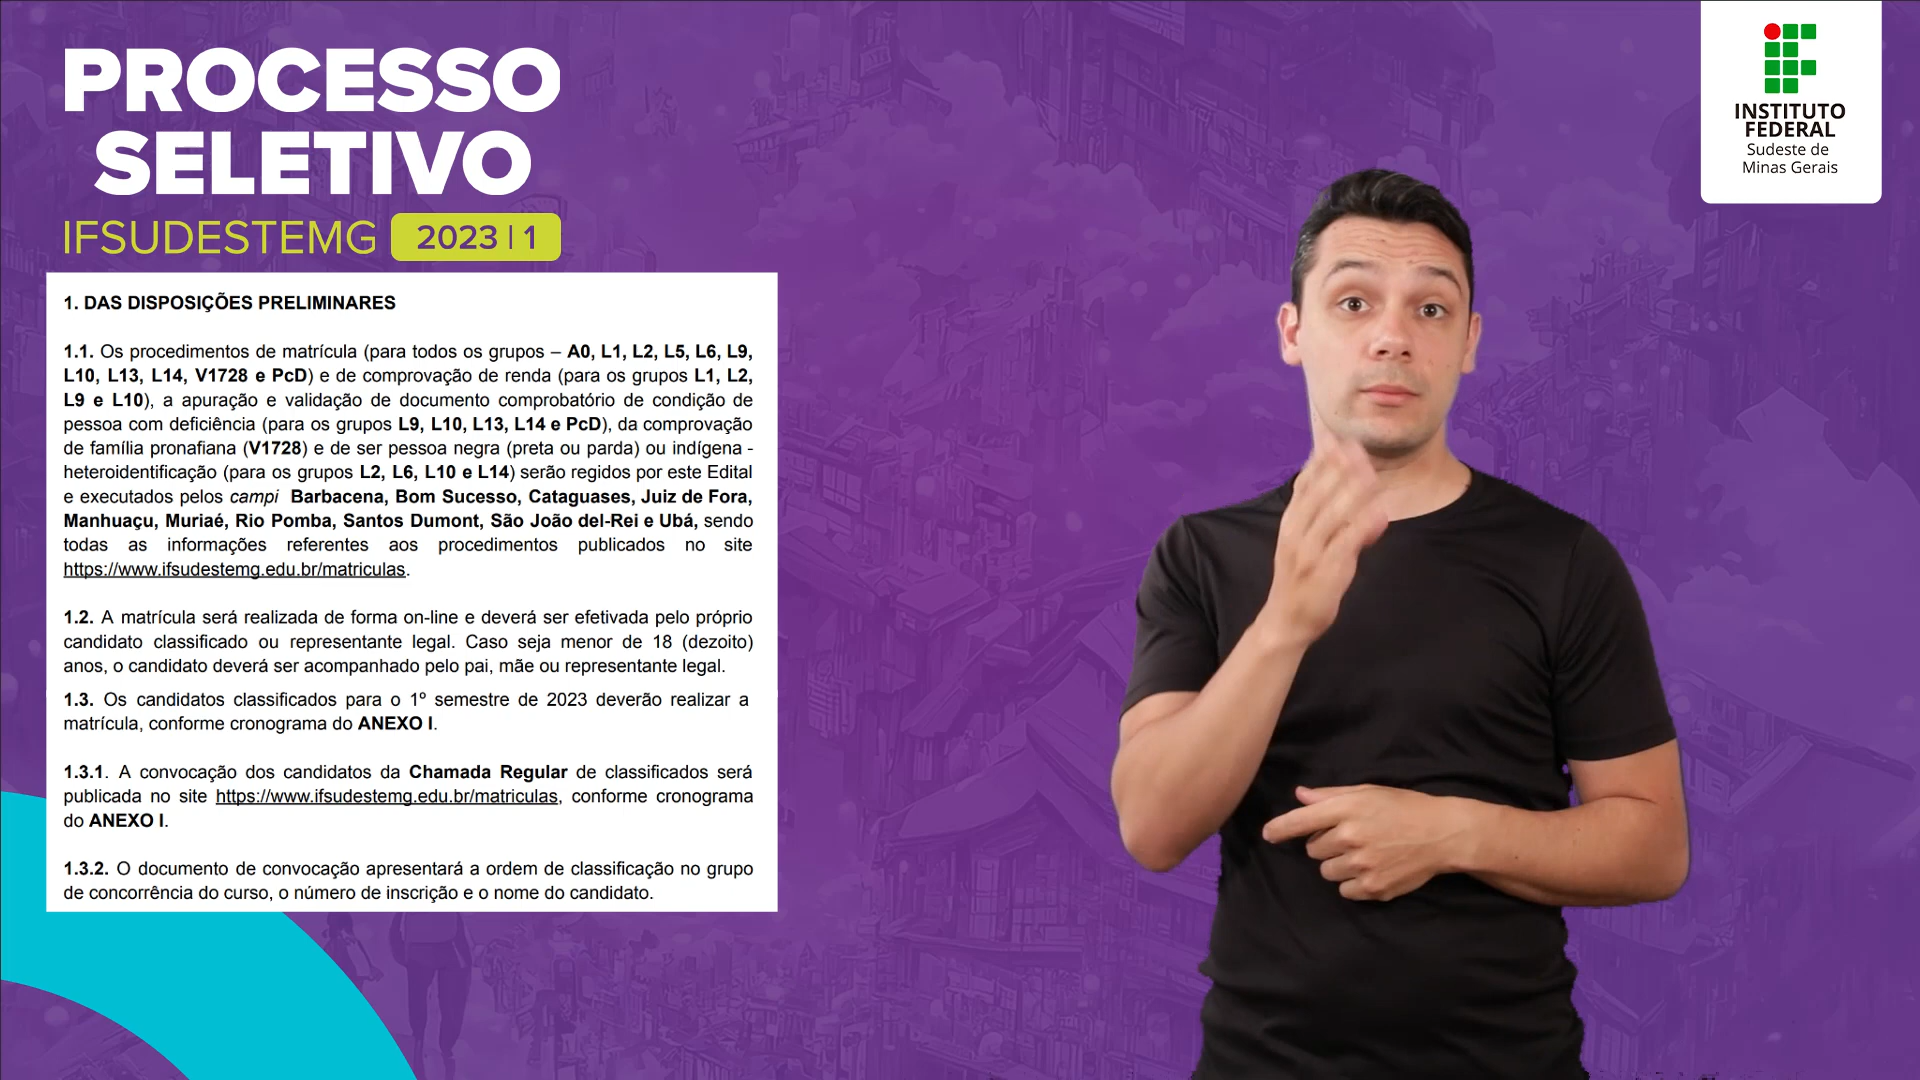 PROCESSO
SELETIVO
IFSUDESTEMG 2023 | 1
INSTITUTO
FEDERAL
Sudeste de
Minas Gerais
1. DAS DISPOSIÇÕES PRELIMINARES
1.1. Os procedimentos de matrícula (para todos os grupos – A0, L1, L2, L5, L6, L9,
L10, L13, L14, V1728 e PcD) e de comprovação de renda (para os grupos L1, L2,
L9 e L10), a apuração e validação de documento comprobatório de condição de
pessoa com deficiência (para os grupos L9, L10, L13, L14 e PcD), da comprovação
de família pronafiana (V1728) e de ser pessoa negra (preta ou parda) ou indígena -
heteroidentificação (para os grupos L2, L6, L10 e L14) serão regidos por este Edital
e executados pelos campi Barbacena, Bom Sucesso, Cataguases, Juiz de Fora,
Manhuaçu, Muriaé, Rio Pomba, Santos Dumont, São João del-Rei e Ubá, sendo
todas as informações referentes aos procedimentos publicados no site
https://www.ifsudestemg.edu.br/matriculas.
1.2. A matrícula será realizada de forma on-line e deverá ser efetivada pelo próprio
candidato classificado ou representante legal. Caso seja menor de 18 (dezoito)
anos, o candidato deverá ser acompanhado pelo pai, mãe ou representante legal.
1.3. Os candidatos classificados para o 1º semestre de 2023 deverão realizar a
matrícula, conforme cronograma do ANEXO I.
1.3.1. A convocação dos candidatos da Chamada Regular de classificados será
publicada no site https://www.ifsudestemg.edu.br/matriculas, conforme cronograma
do ANEXO I.
1.3.2. O documento de convocação apresentará a ordem de classificação no grupo
de concorrência do curso, o número de inscrição e o nome do candidato.